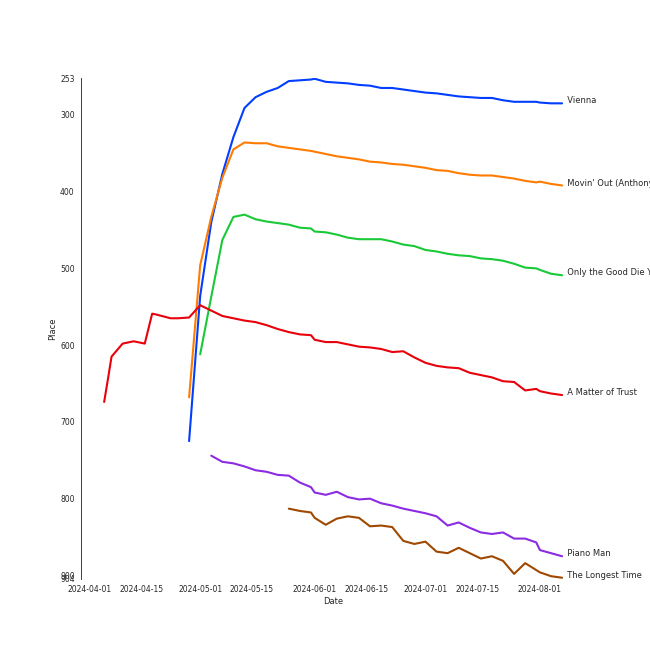 253
300
400
500
600
700
800
900
904
Place
Vienna
Movin' Out (Anthony
Only the Good Die Y
A Matter of Trust
Piano Man
The Longest Time
2024-04-01 2024-04-15 2024-05-01 2024-05-15 2024-06-01 2024-06-15 2024-07-01 2024-07-15 2024-08-01
Date